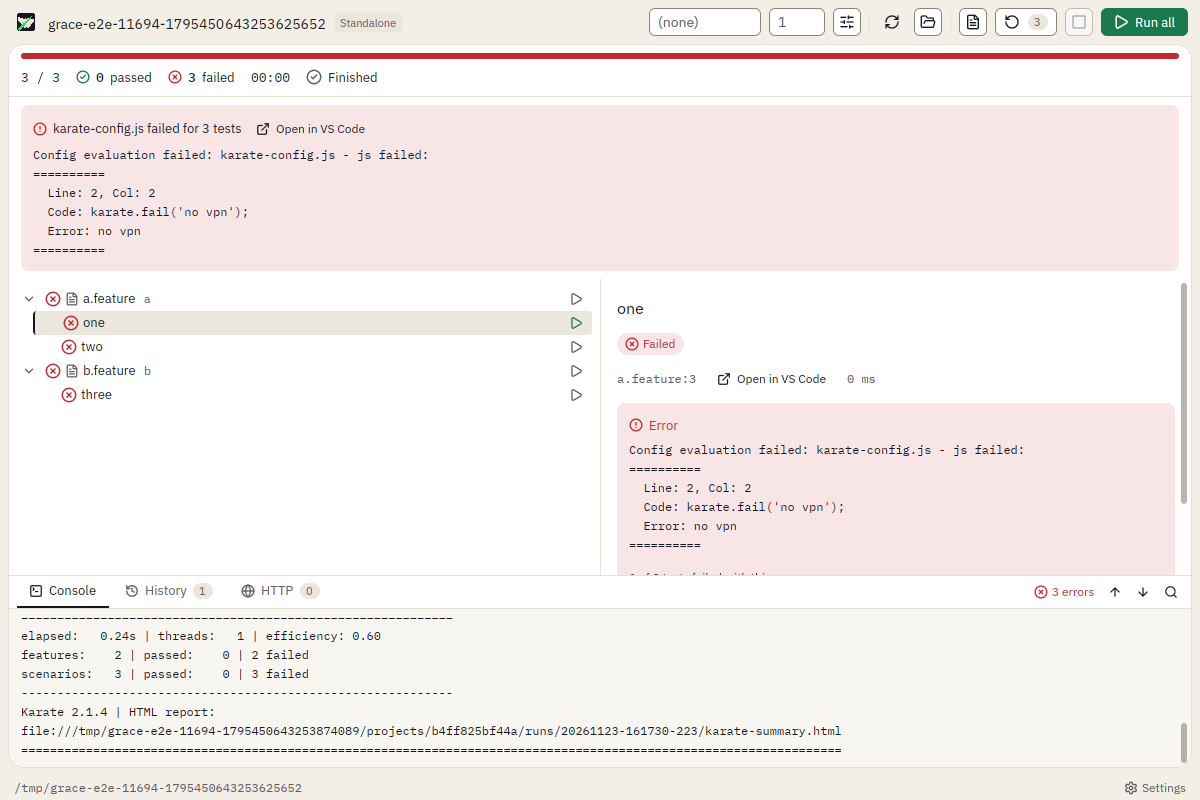 grace-e2e-11694-1795450643253625652 Standalone (none) 1 3 Run all
3 / 3 0 passed 3 failed 00:00 Finished
karate-config.js failed for 3 tests Open in VS Code
Config evaluation failed: karate-config.js - js failed:
==========
Line: 2, Col: 2
Code: karate.fail('no vpn');
Error: no vpn
==========
a.feature a
one
two
b.feature b
three
one
Failed
a.feature:3 Open in VS Code 0 ms
Error
Config evaluation failed: karate-config.js - js failed:
==========
Line: 2, Col: 2
Code: karate.fail('no vpn');
Error: no vpn
==========
Console History 1 HTTP 0 3 errors
------------------------------------------------------------
elapsed: 0.24s | threads: 1 | efficiency: 0.60
features: 2 | passed: 0 | 2 failed
scenarios: 3 | passed: 0 | 3 failed
------------------------------------------------------------
Karate 2.1.4 | HTML report:
file:///tmp/grace-e2e-11694-1795450643253874089/projects/b4ff825bf44a/runs/20261123-161730-223/karate-summary.html
==================================================================================================================
/tmp/grace-e2e-11694-1795450643253625652 Settings